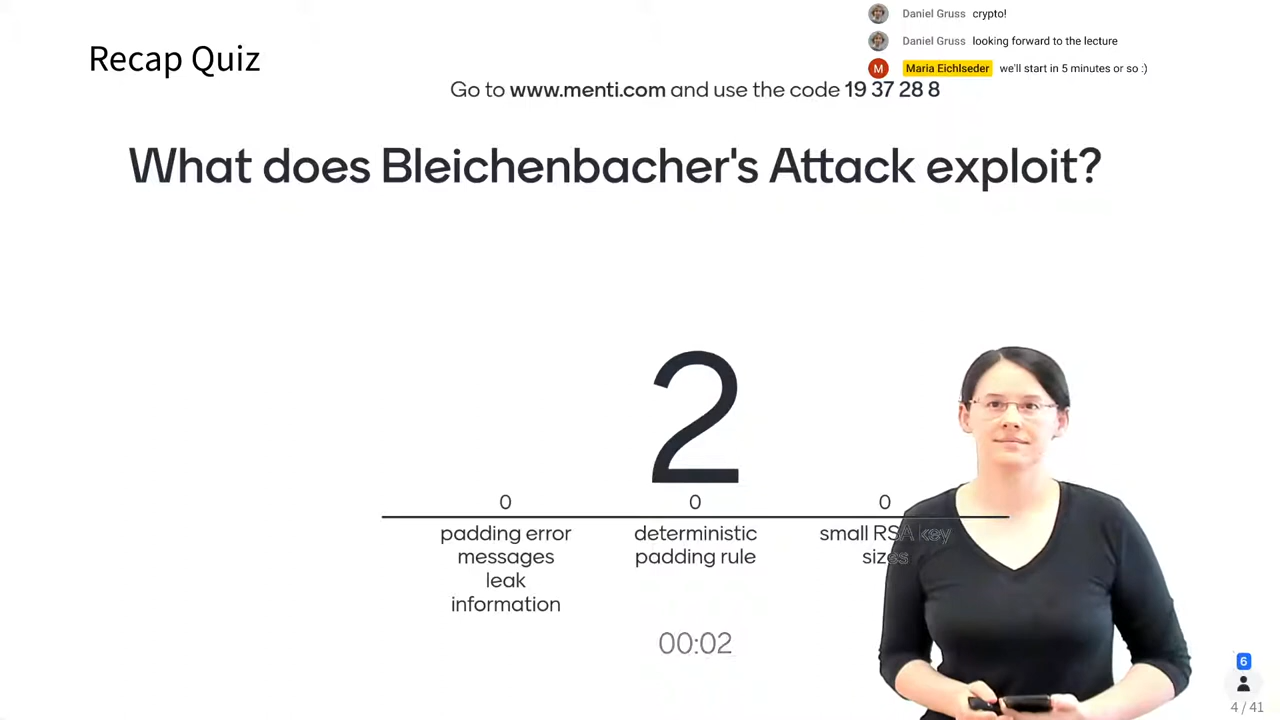 Recap Quiz
Daniel Gruss crypto!
Daniel Gruss looking forward to the lecture
M Maria Eichlseder we'll start in 5 minutes or so :)
Go to www.menti.com and use the code 19 37 28 8
What does Bleichenbacher's Attack exploit?
2
0
0
0
padding error
messages
leak
information
deterministic
padding rule
small RSA key
sizes
00:02
6
4 / 41